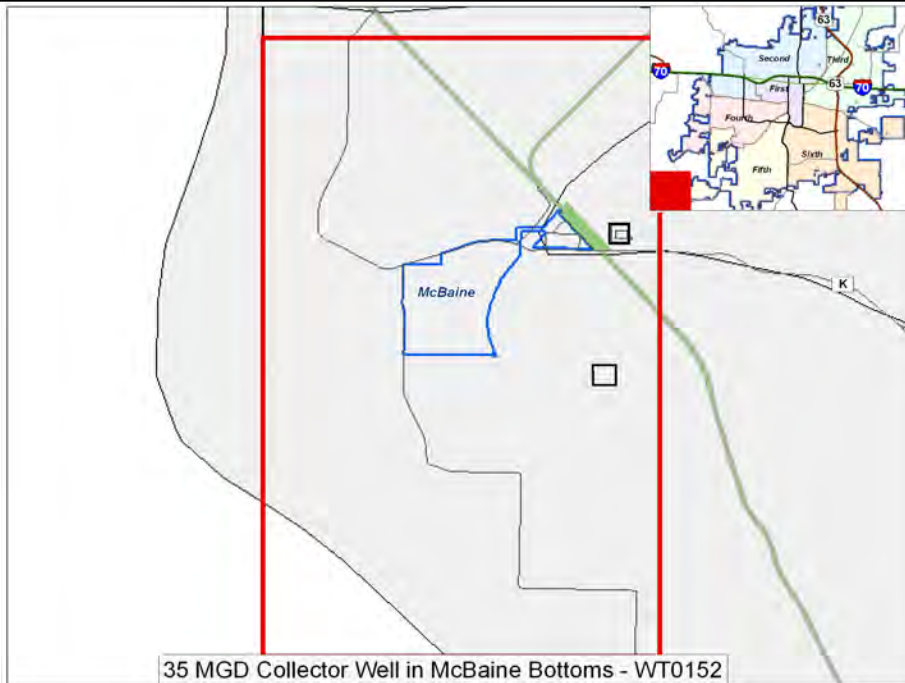 63
Second
Third
70
63
70
First
Fourth
Sixth
Fifth
McBaine
K
35 MGD Collector Well in McBaine Bottoms - WT0152